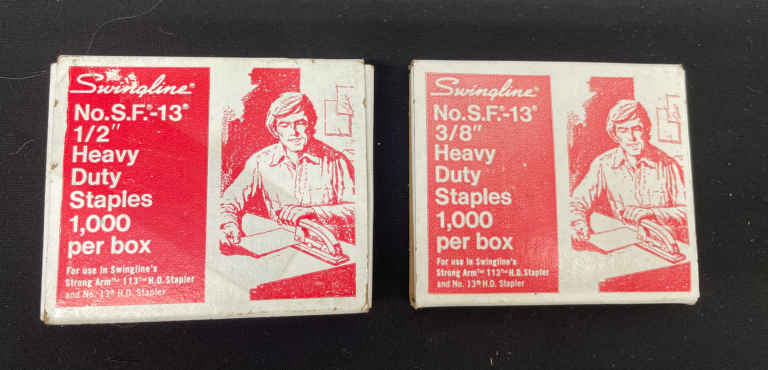 Swingline®
No.S.F.®-13®
1/2"
Heavy
Duty
Staples
1,000
per box
For use in Swingline's
Strong Arm™ 113™ H.D. Stapler
and No. 13® H.D. Stapler
Swingline®
No.S.F.®-13®
3/8"
Heavy
Duty
Staples
1,000
per box
For use in Swingline's
Strong Arm™ 113™ H.D. Stapler
and No. 13® H.D. Stapler